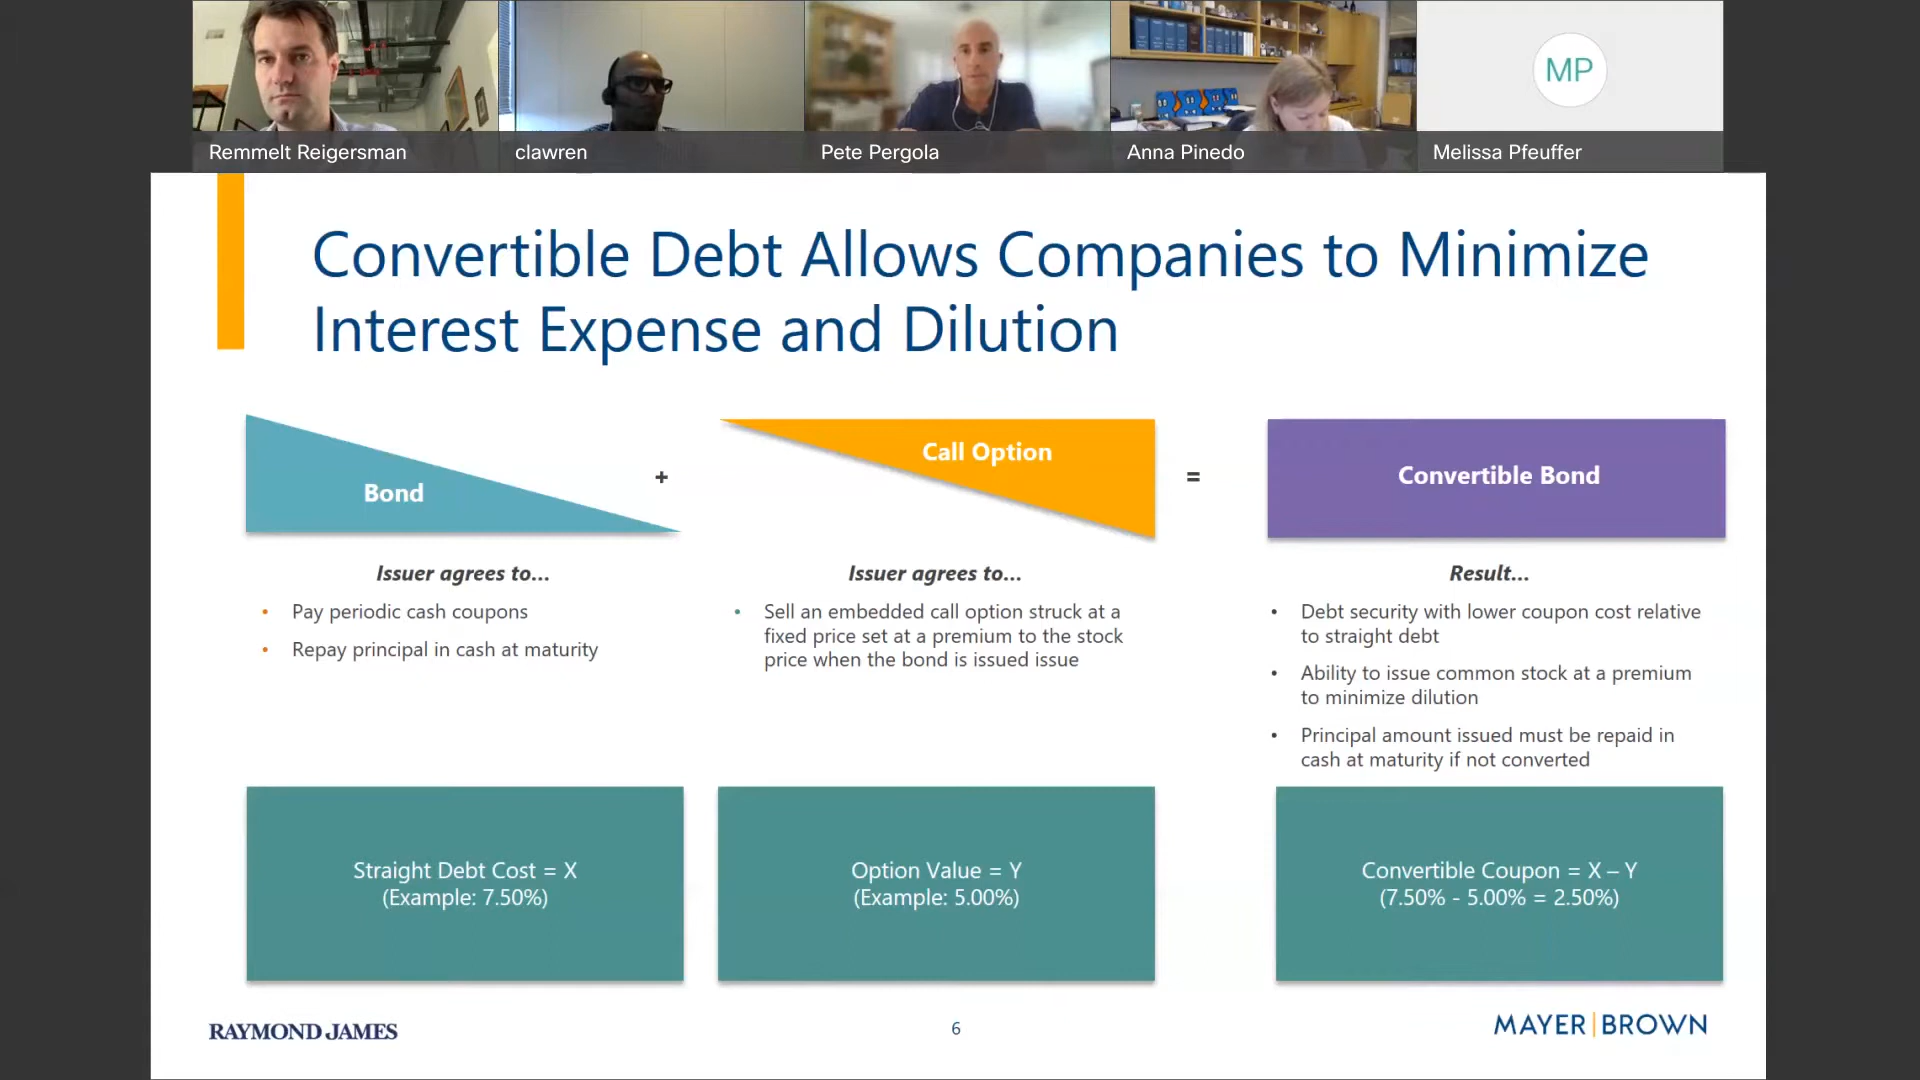 MP
Remmelt Reigersman
clawren
Pete Pergola
Anna Pinedo
Melissa Pfeuffer
Convertible Debt Allows Companies to Minimize
Interest Expense and Dilution
Bond
+
Call Option
=
Convertible Bond
Issuer agrees to...
• Pay periodic cash coupons
• Repay principal in cash at maturity
Issuer agrees to...
• Sell an embedded call option struck at a
fixed price set at a premium to the stock
price when the bond is issued issue
Result...
• Debt security with lower coupon cost relative
to straight debt
• Ability to issue common stock at a premium
to minimize dilution
• Principal amount issued must be repaid in
cash at maturity if not converted
Straight Debt Cost = X
(Example: 7.50%)
Option Value = Y
(Example: 5.00%)
Convertible Coupon = X – Y
(7.50% - 5.00% = 2.50%)
RAYMOND JAMES
6
MAYER|BROWN